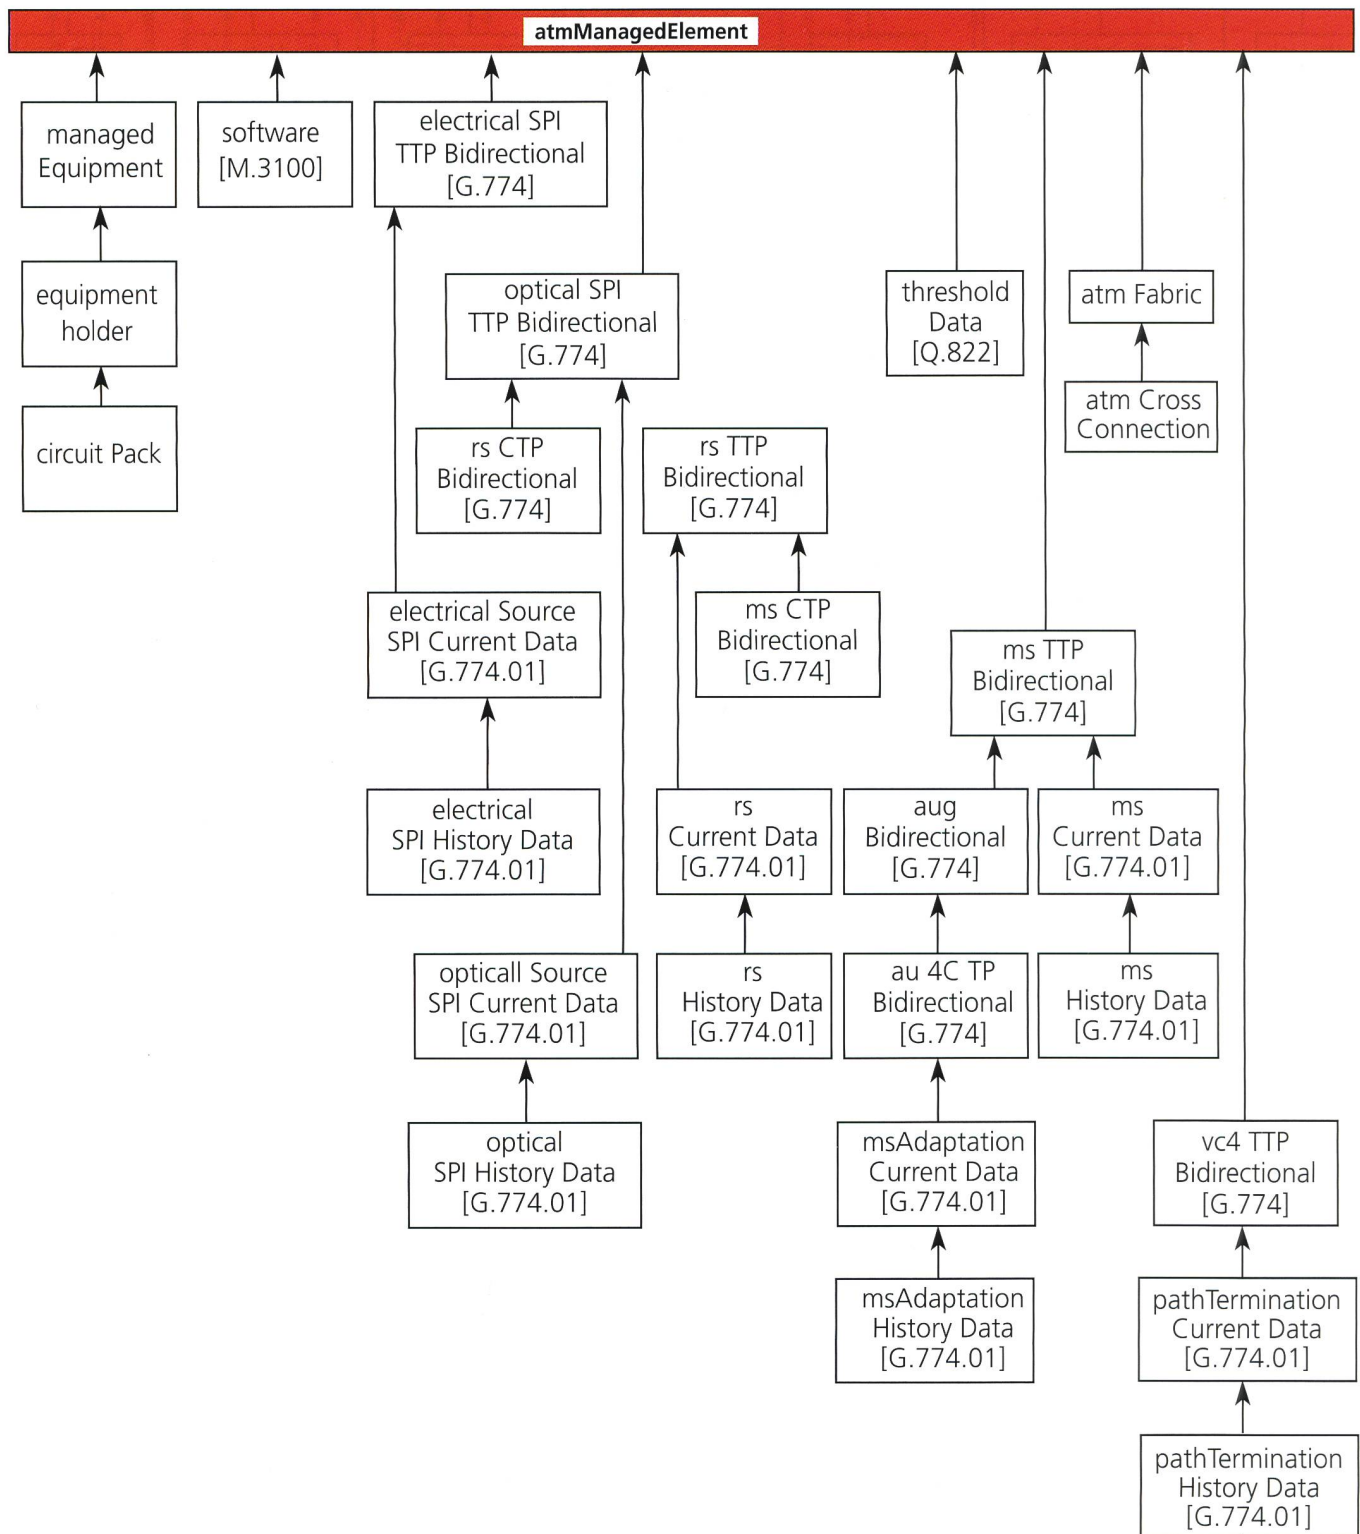 atmManagedElement
managed
Equipment
software
[M.3100]
electrical SPI
TTP Bidirectional
[G.774]
equipment
holder
optical SPI
TTP Bidirectional
[G.774]
threshold
Data
[Q.822]
atm Fabric
circuit Pack
atm Cross
Connection
rs CTP
Bidirectional
[G.774]
rs TTP
Bidirectional
[G.774]
electrical Source
SPI Current Data
[G.774.01]
ms CTP
Bidirectional
[G.774]
ms TTP
Bidirectional
[G.774]
electrical
SPI History Data
[G.774.01]
rs
Current Data
[G.774.01]
aug
Bidirectional
[G.774]
ms
Current Data
[G.774.01]
opticall Source
SPI Current Data
[G.774.01]
rs
History Data
[G.774.01]
au 4C TP
Bidirectional
[G.774]
ms
History Data
[G.774.01]
optical
SPI History Data
[G.774.01]
msAdaptation
Current Data
[G.774.01]
vc4 TTP
Bidirectional
[G.774]
msAdaptation
History Data
[G.774.01]
pathTermination
Current Data
[G.774.01]
pathTermination
History Data
[G.774.01]